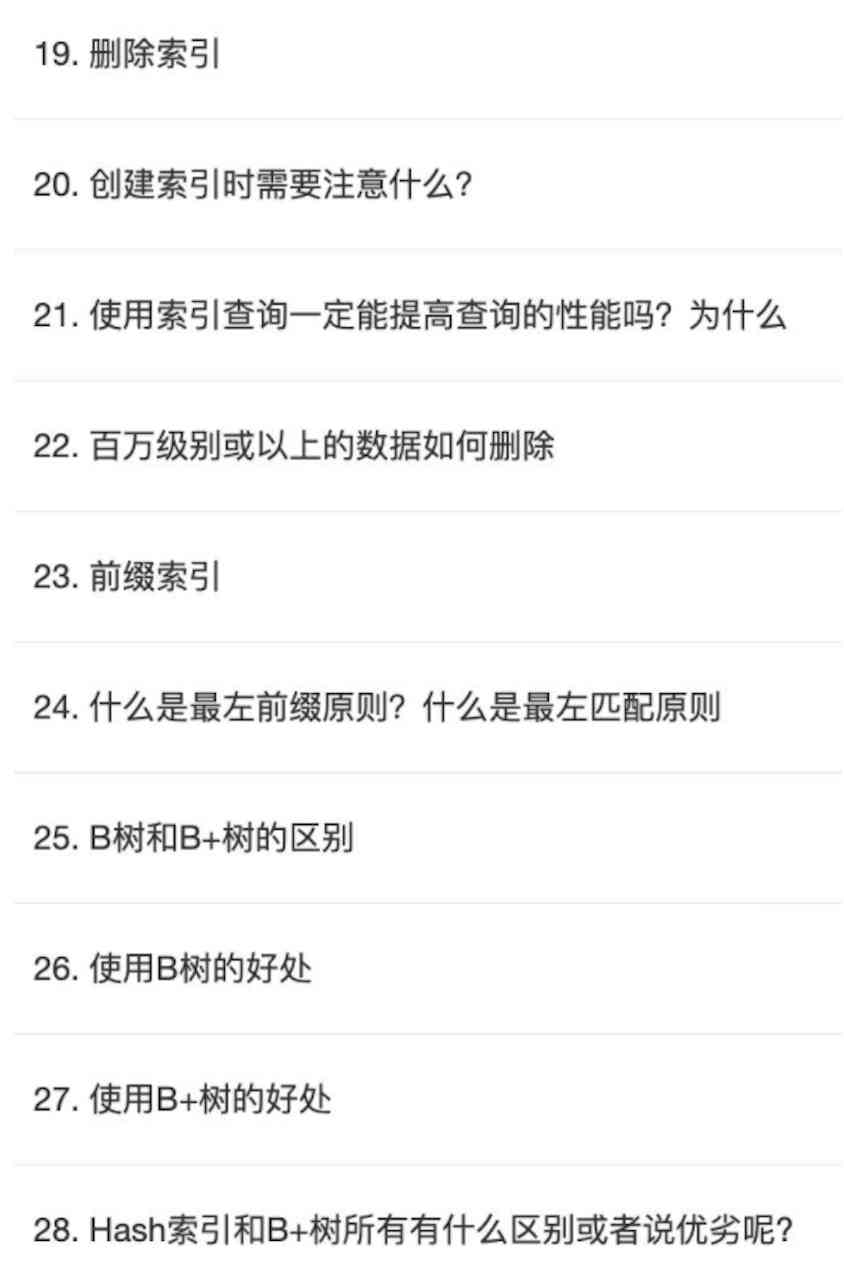 19. 删除索引
20. 创建索引时需要注意什么？
21. 使用索引查询一定能提高查询的性能吗？为什么
22. 百万级别或以上的数据如何删除
23. 前缀索引
24. 什么是最左前缀原则？什么是最左匹配原则
25. B树和B+树的区别
26. 使用B树的好处
27. 使用B+树的好处
28. Hash索引和B+树所有有什么区别或者说优劣呢？